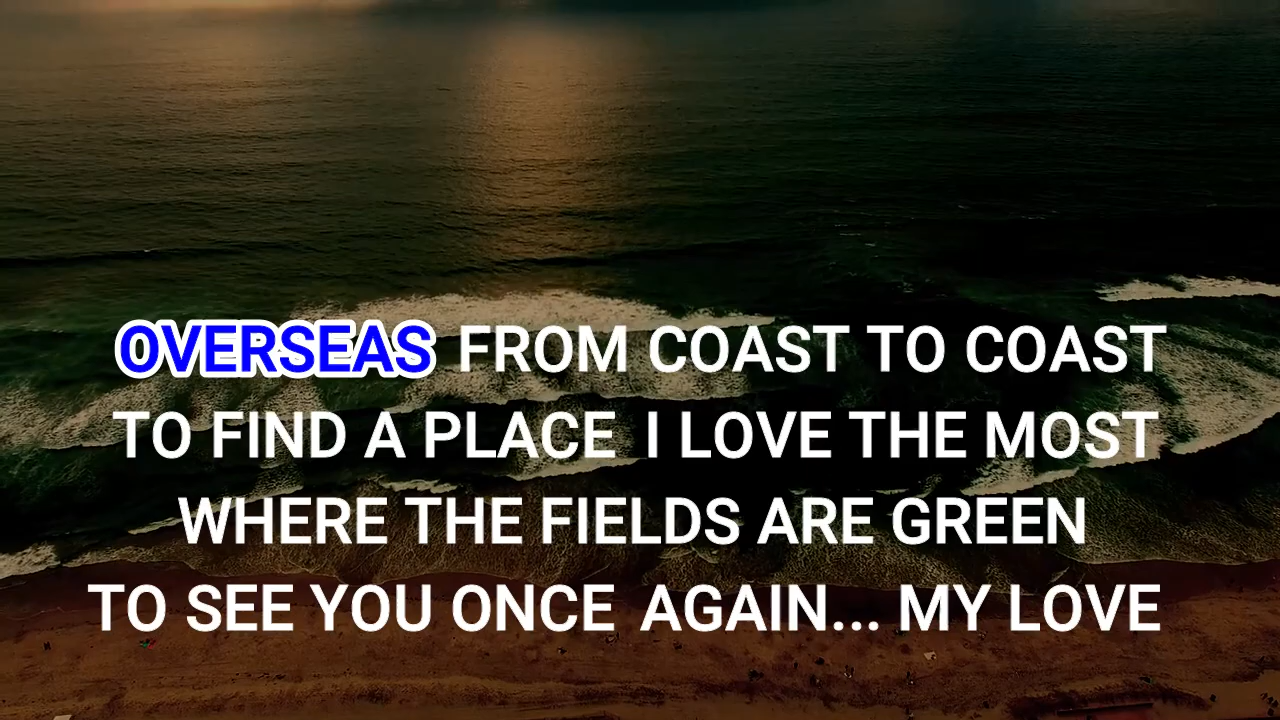 OVERSEAS FROM COAST TO COAST
TO FIND A PLACE I LOVE THE MOST
WHERE THE FIELDS ARE GREEN
TO SEE YOU ONCE AGAIN... MY LOVE